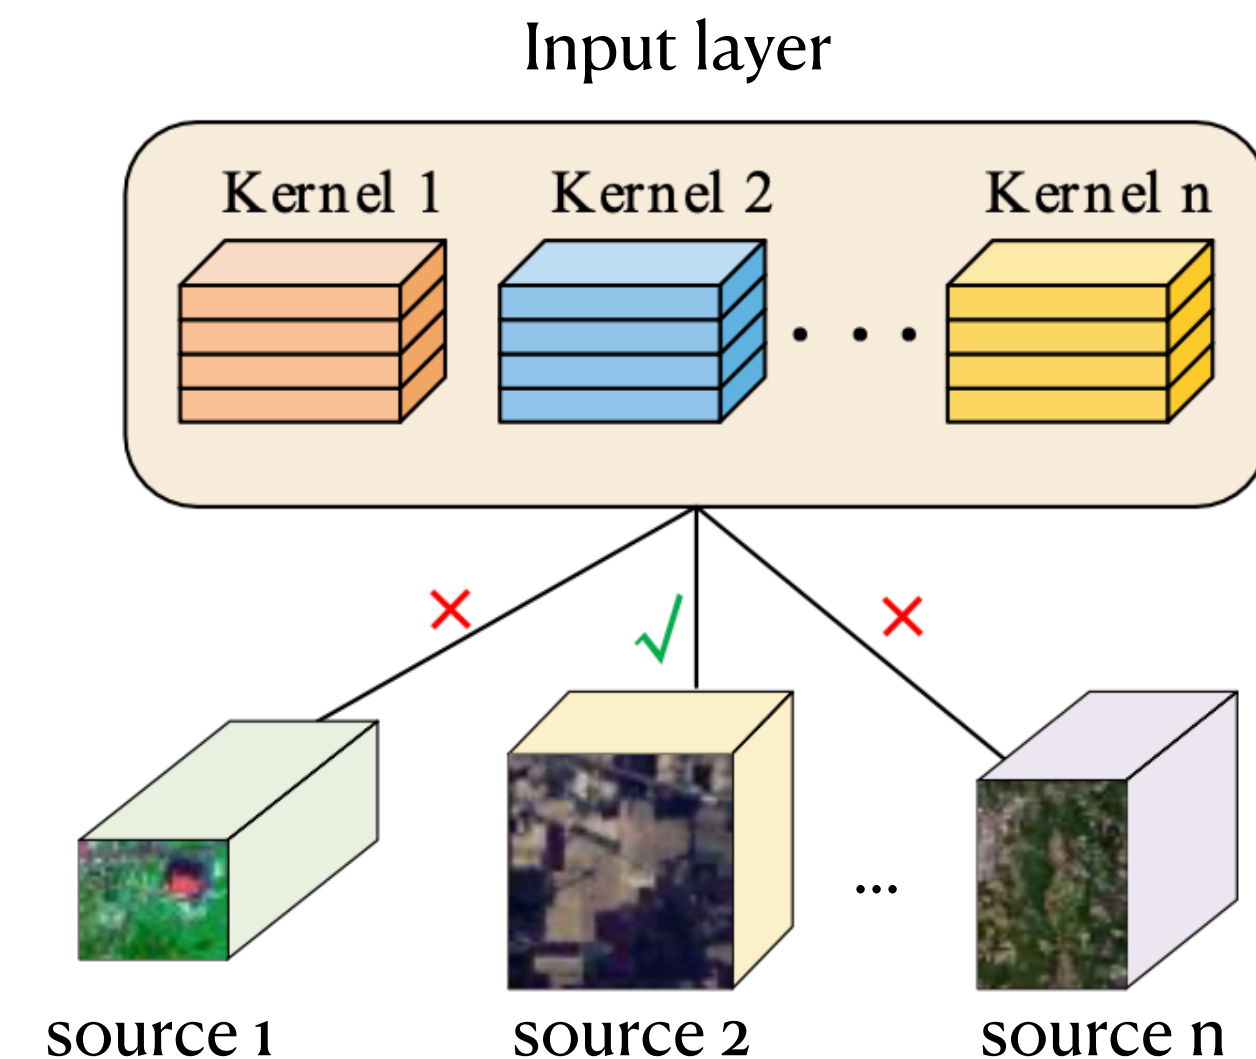 Input layer
Kernel 1 Kernel 2 Kernel n
...
source 1 source 2 source n